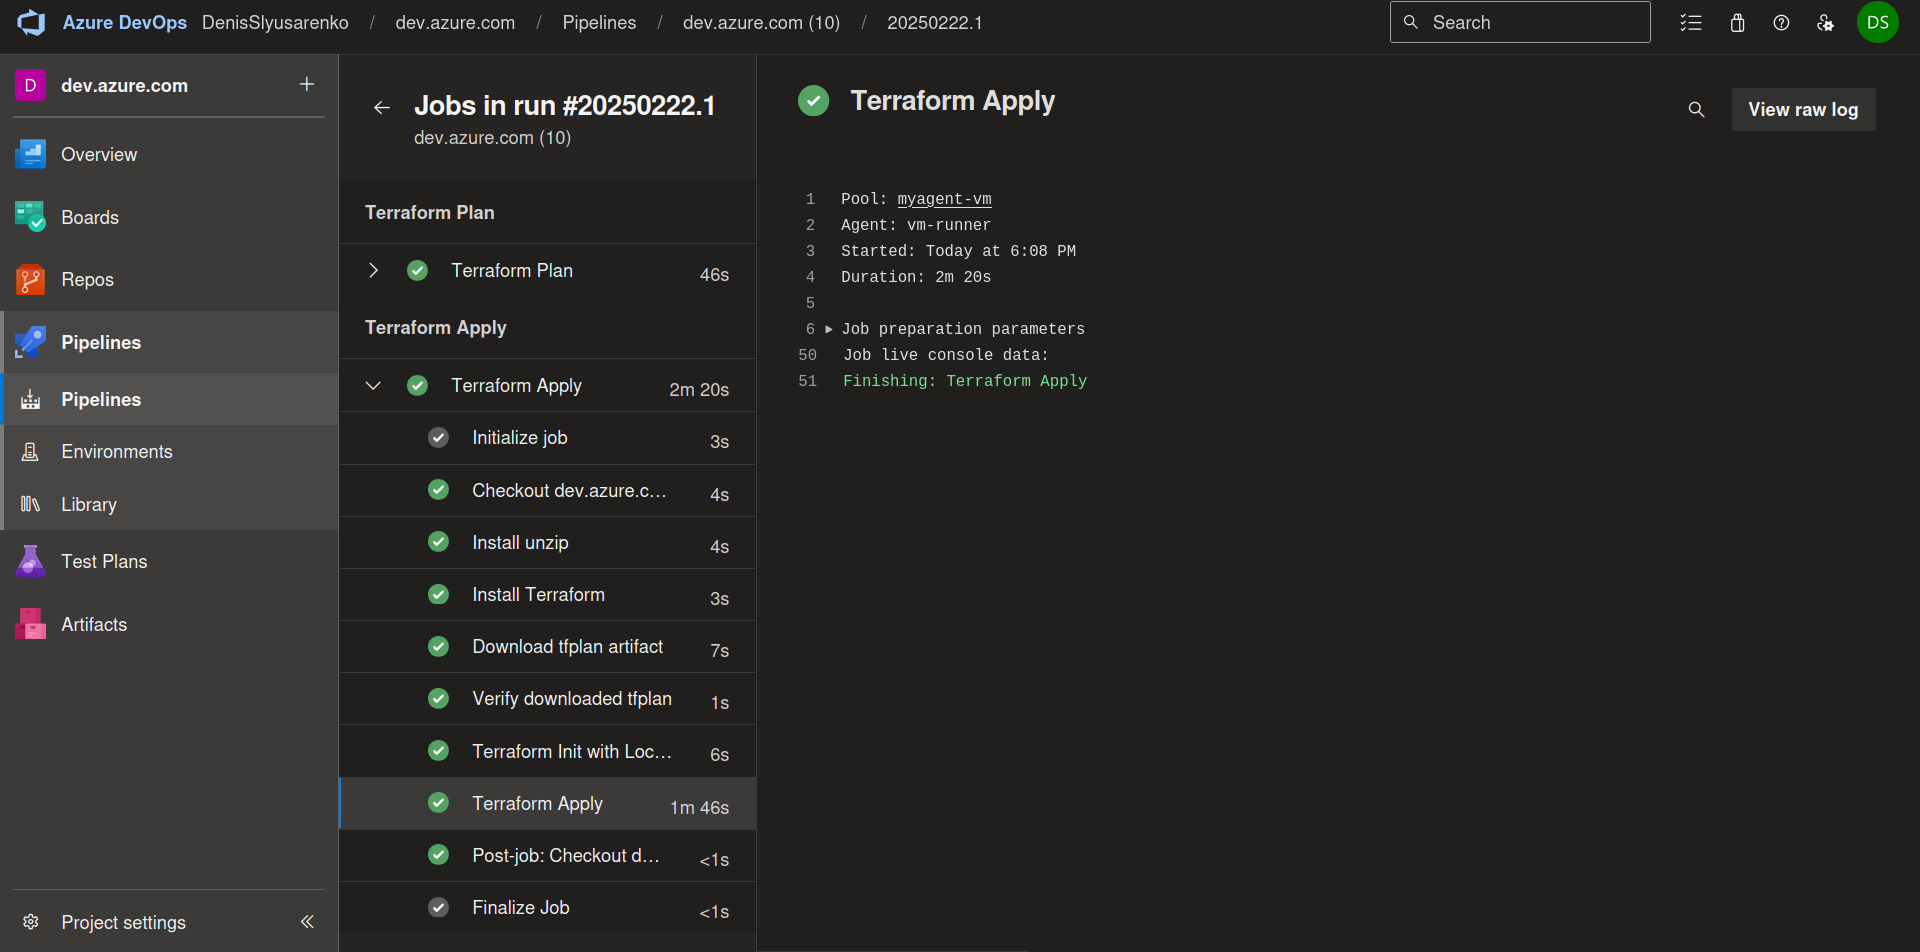 Azure DevOps DenisSlyusarenko / dev.azure.com / Pipelines / dev.azure.com (10) / 20250222.1
Search
DS
D dev.azure.com +
Overview
Boards
Repos
Pipelines
Pipelines
Environments
Library
Test Plans
Artifacts
Project settings
Jobs in run #20250222.1
dev.azure.com (10)
Terraform Plan
Terraform Plan 46s
Terraform Apply
Terraform Apply 2m 20s
Initialize job 3s
Checkout dev.azure.c... 4s
Install unzip 4s
Install Terraform 3s
Download tfplan artifact 7s
Verify downloaded tfplan 1s
Terraform Init with Loc... 6s
Terraform Apply 1m 46s
Post-job: Checkout d... <1s
Finalize Job <1s
Terraform Apply
View raw log
1 Pool: myagent-vm
2 Agent: vm-runner
3 Started: Today at 6:08 PM
4 Duration: 2m 20s
5
6 Job preparation parameters
50 Job live console data:
51 Finishing: Terraform Apply